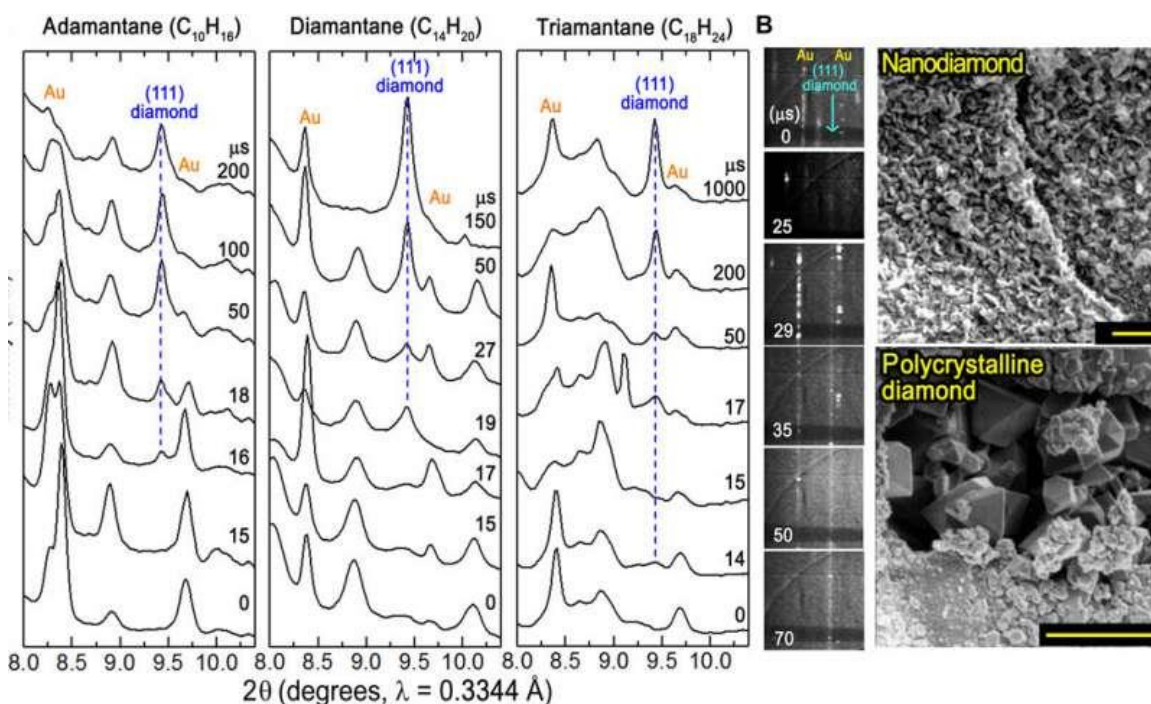 Adamantane (C₁₀H₁₆)
Au
(111)
diamond
Au
μs
200
100
50
18
16
15
0
8.0 8.5 9.0 9.5 10.0
Diamantane (C₁₄H₂₀)
Au
(111)
diamond
Au
μs
150
50
27
19
17
15
0
8.0 8.5 9.0 9.5 10.0
Triamantane (C₁₈H₂₄)
Au
(111)
diamond
Au
μs
1000
200
50
17
15
14
0
8.0 8.5 9.0 9.5 10.0
2θ (degrees, λ = 0.3344 Å)
B
Au Au
(111)
diamond
(μs)
0
25
29
35
50
70
Nanodiamond
Polycrystalline
diamond